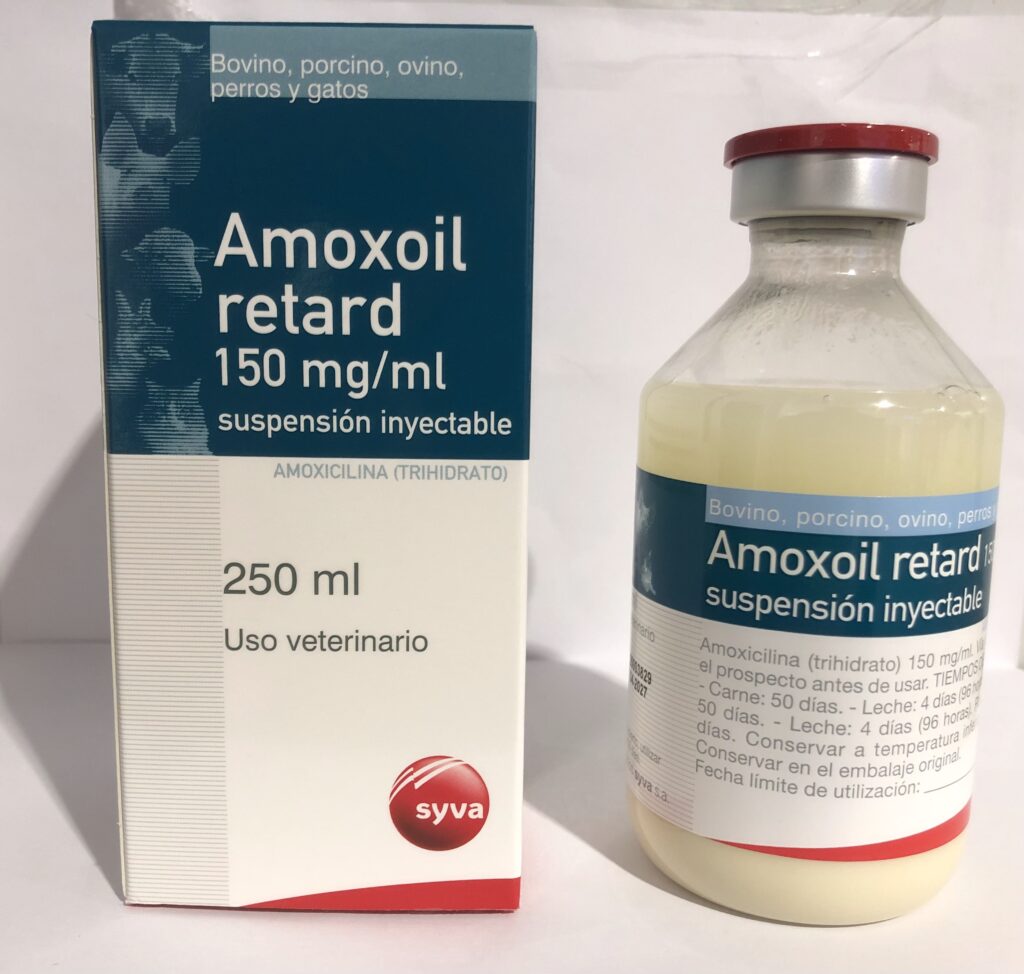 Bovino, porcino, ovino,
perros y gatos
Amoxoil
retard
150 mg/ml
suspensión inyectable
AMOXICILINA (TRIHIDRATO)
250 ml
Uso veterinario
syva
Bovino, porcino, ovino, perros
Amoxoil retard
suspensión inyectable
Amoxicilina (trihidrato) 150 mg/ml.
el prospecto antes de usar.
- Carne: 50 días. - Leche: 4 días (96
50 días. - Leche: 4 días (96 horas).
días. Conservar a temperatura
Conservar en el embalaje original.
Fecha límite de utilización:
utilizar
syva s.a.